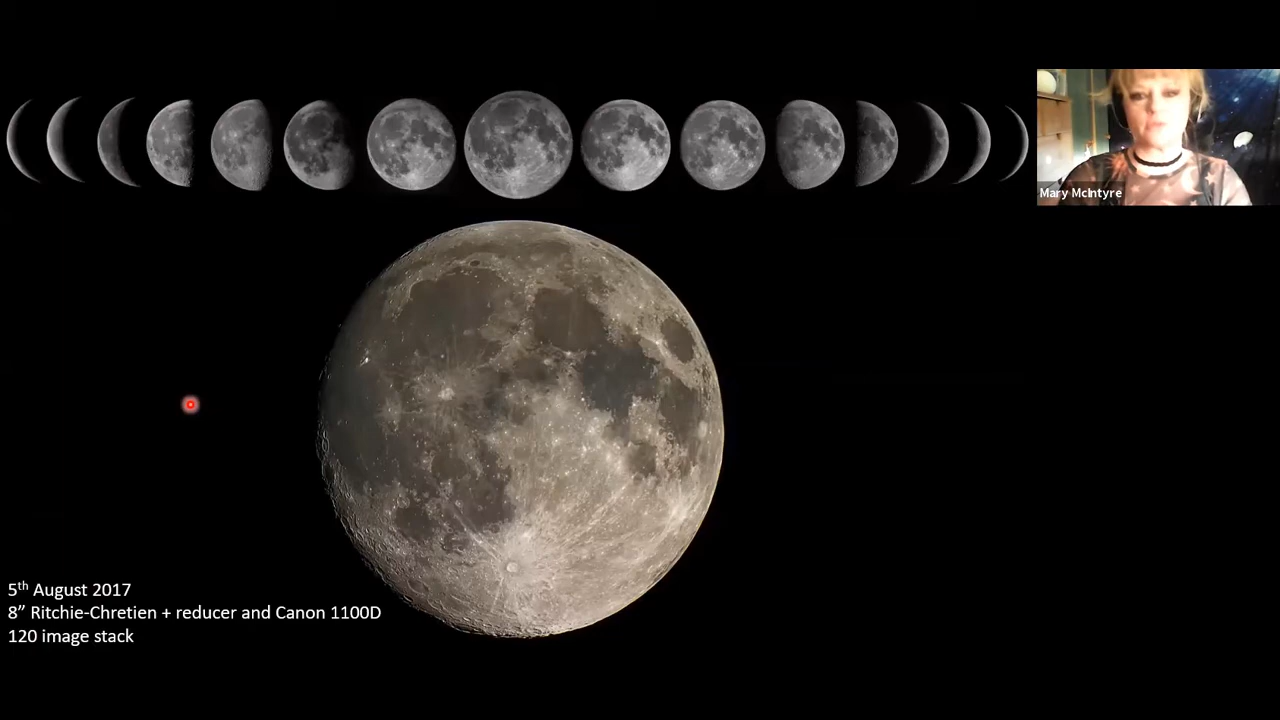 Mary McIntyre
5th August 2017
8” Ritchie-Chretien + reducer and Canon 1100D
120 image stack